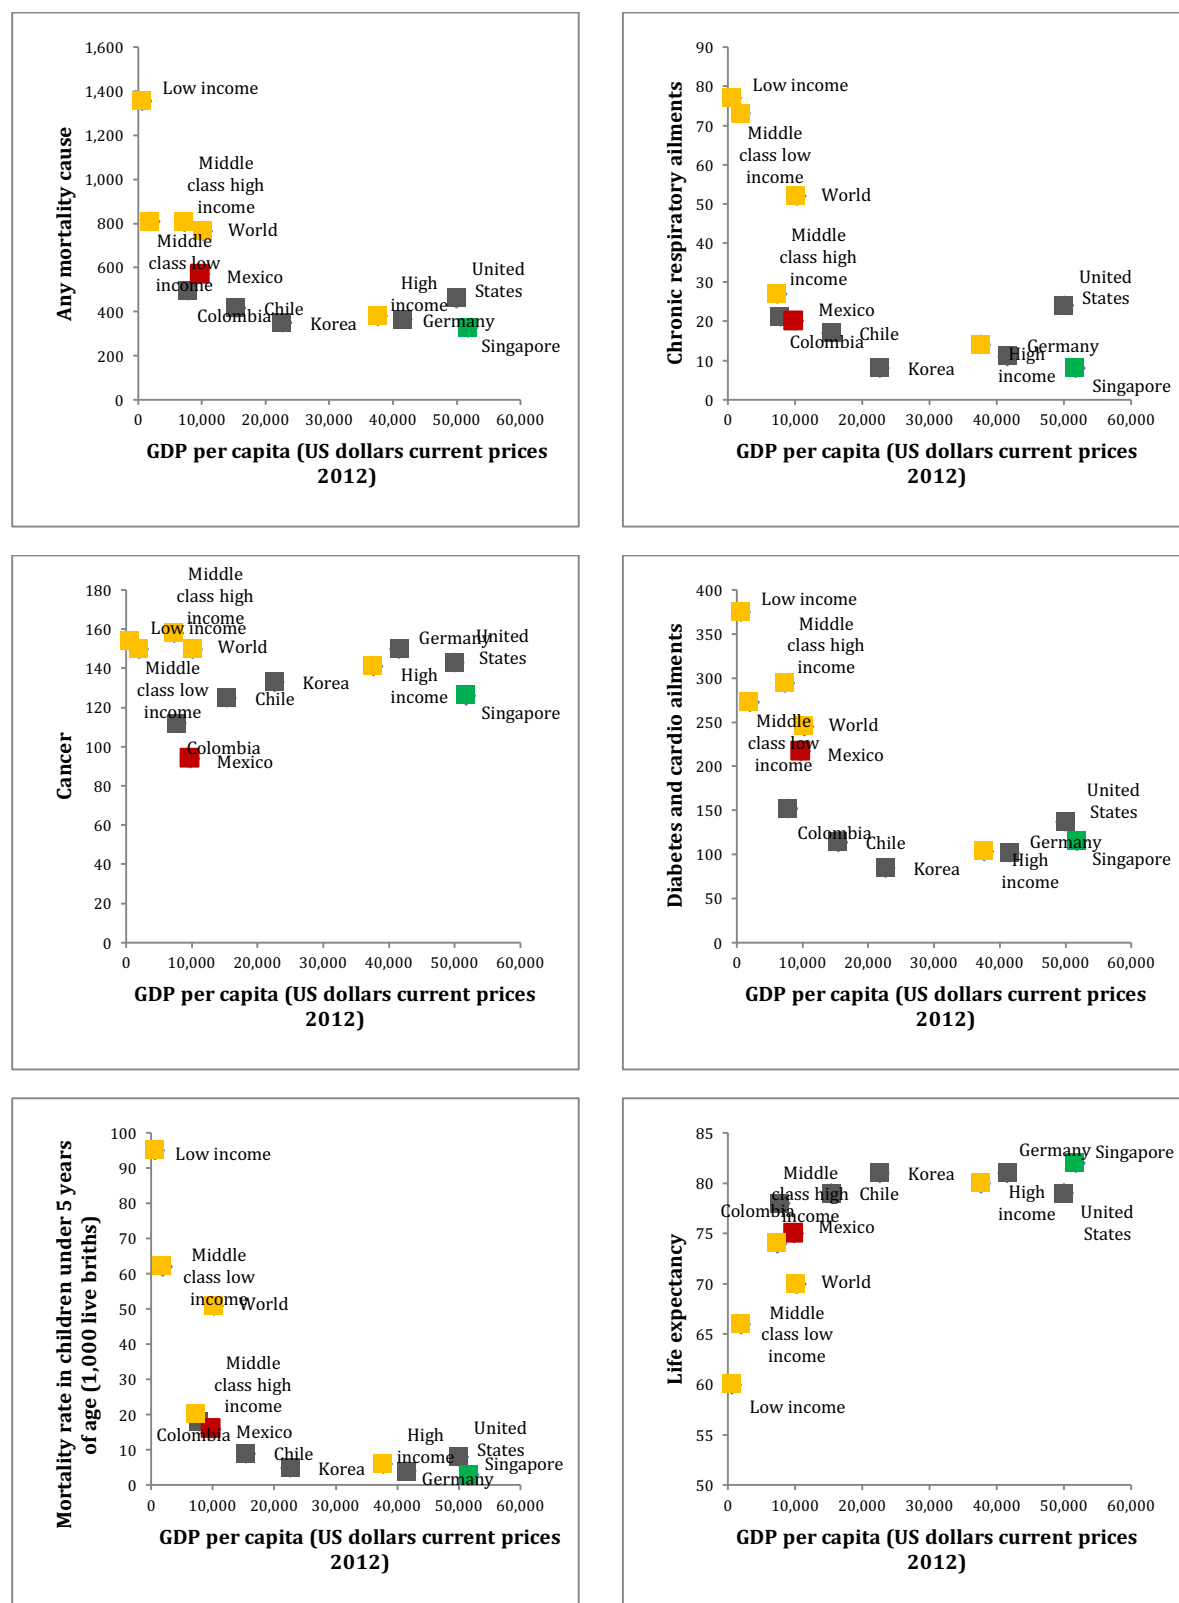 1,600
1,400
1,200
1,000
800
600
400
200
0
Any mortality cause
Low income
Middle
class high
income
World
Middle
class low
income
Mexico
Colombia
Chile
Korea
High
income
Germany
United
States
Singapore
0
10,000
20,000
30,000
40,000
50,000
60,000
GDP per capita (US dollars current prices
2012)
90
80
70
60
50
40
30
20
10
0
Chronic respiratory ailments
Low income
Middle
class low
income
World
Middle
class high
income
Mexico
Colombia
Chile
Korea
Germany
High
income
United
States
Singapore
0
10,000
20,000
30,000
40,000
50,000
60,000
GDP per capita (US dollars current prices
2012)
180
160
140
120
100
80
60
40
20
0
Cancer
Middle
class high
income
Low income
World
Middle
class low
income
Colombia
Mexico
Chile
Korea
Germany
High
income
United
States
Singapore
0
10,000
20,000
30,000
40,000
50,000
60,000
GDP per capita (US dollars current prices
2012)
400
350
300
250
200
150
100
50
0
Diabetes and cardio ailments
Low income
Middle
class high
income
Middle
class low
income
World
Mexico
Colombia
Chile
Korea
Germany
High
income
United
States
Singapore
0
10,000
20,000
30,000
40,000
50,000
60,000
GDP per capita (US dollars current prices
2012)
100
90
80
70
60
50
40
30
20
10
0
Mortality rate in children under 5 years
of age (1,000 live briths)
Low income
Middle
class low
income
World
Middle
class high
income
Colombia
Mexico
Chile
Korea
High
income
Germany
United
States
Singapore
0
10,000
20,000
30,000
40,000
50,000
60,000
GDP per capita (US dollars current prices
2012)
85
80
75
70
65
60
55
50
Life expectancy
Germany
Singapore
Middle
class high
income
Chile
Korea
Colombia
Mexico
High
income
United
States
World
Middle
class low
income
Low income
0
10,000
20,000
30,000
40,000
50,000
60,000
GDP per capita (US dollars current prices
2012)